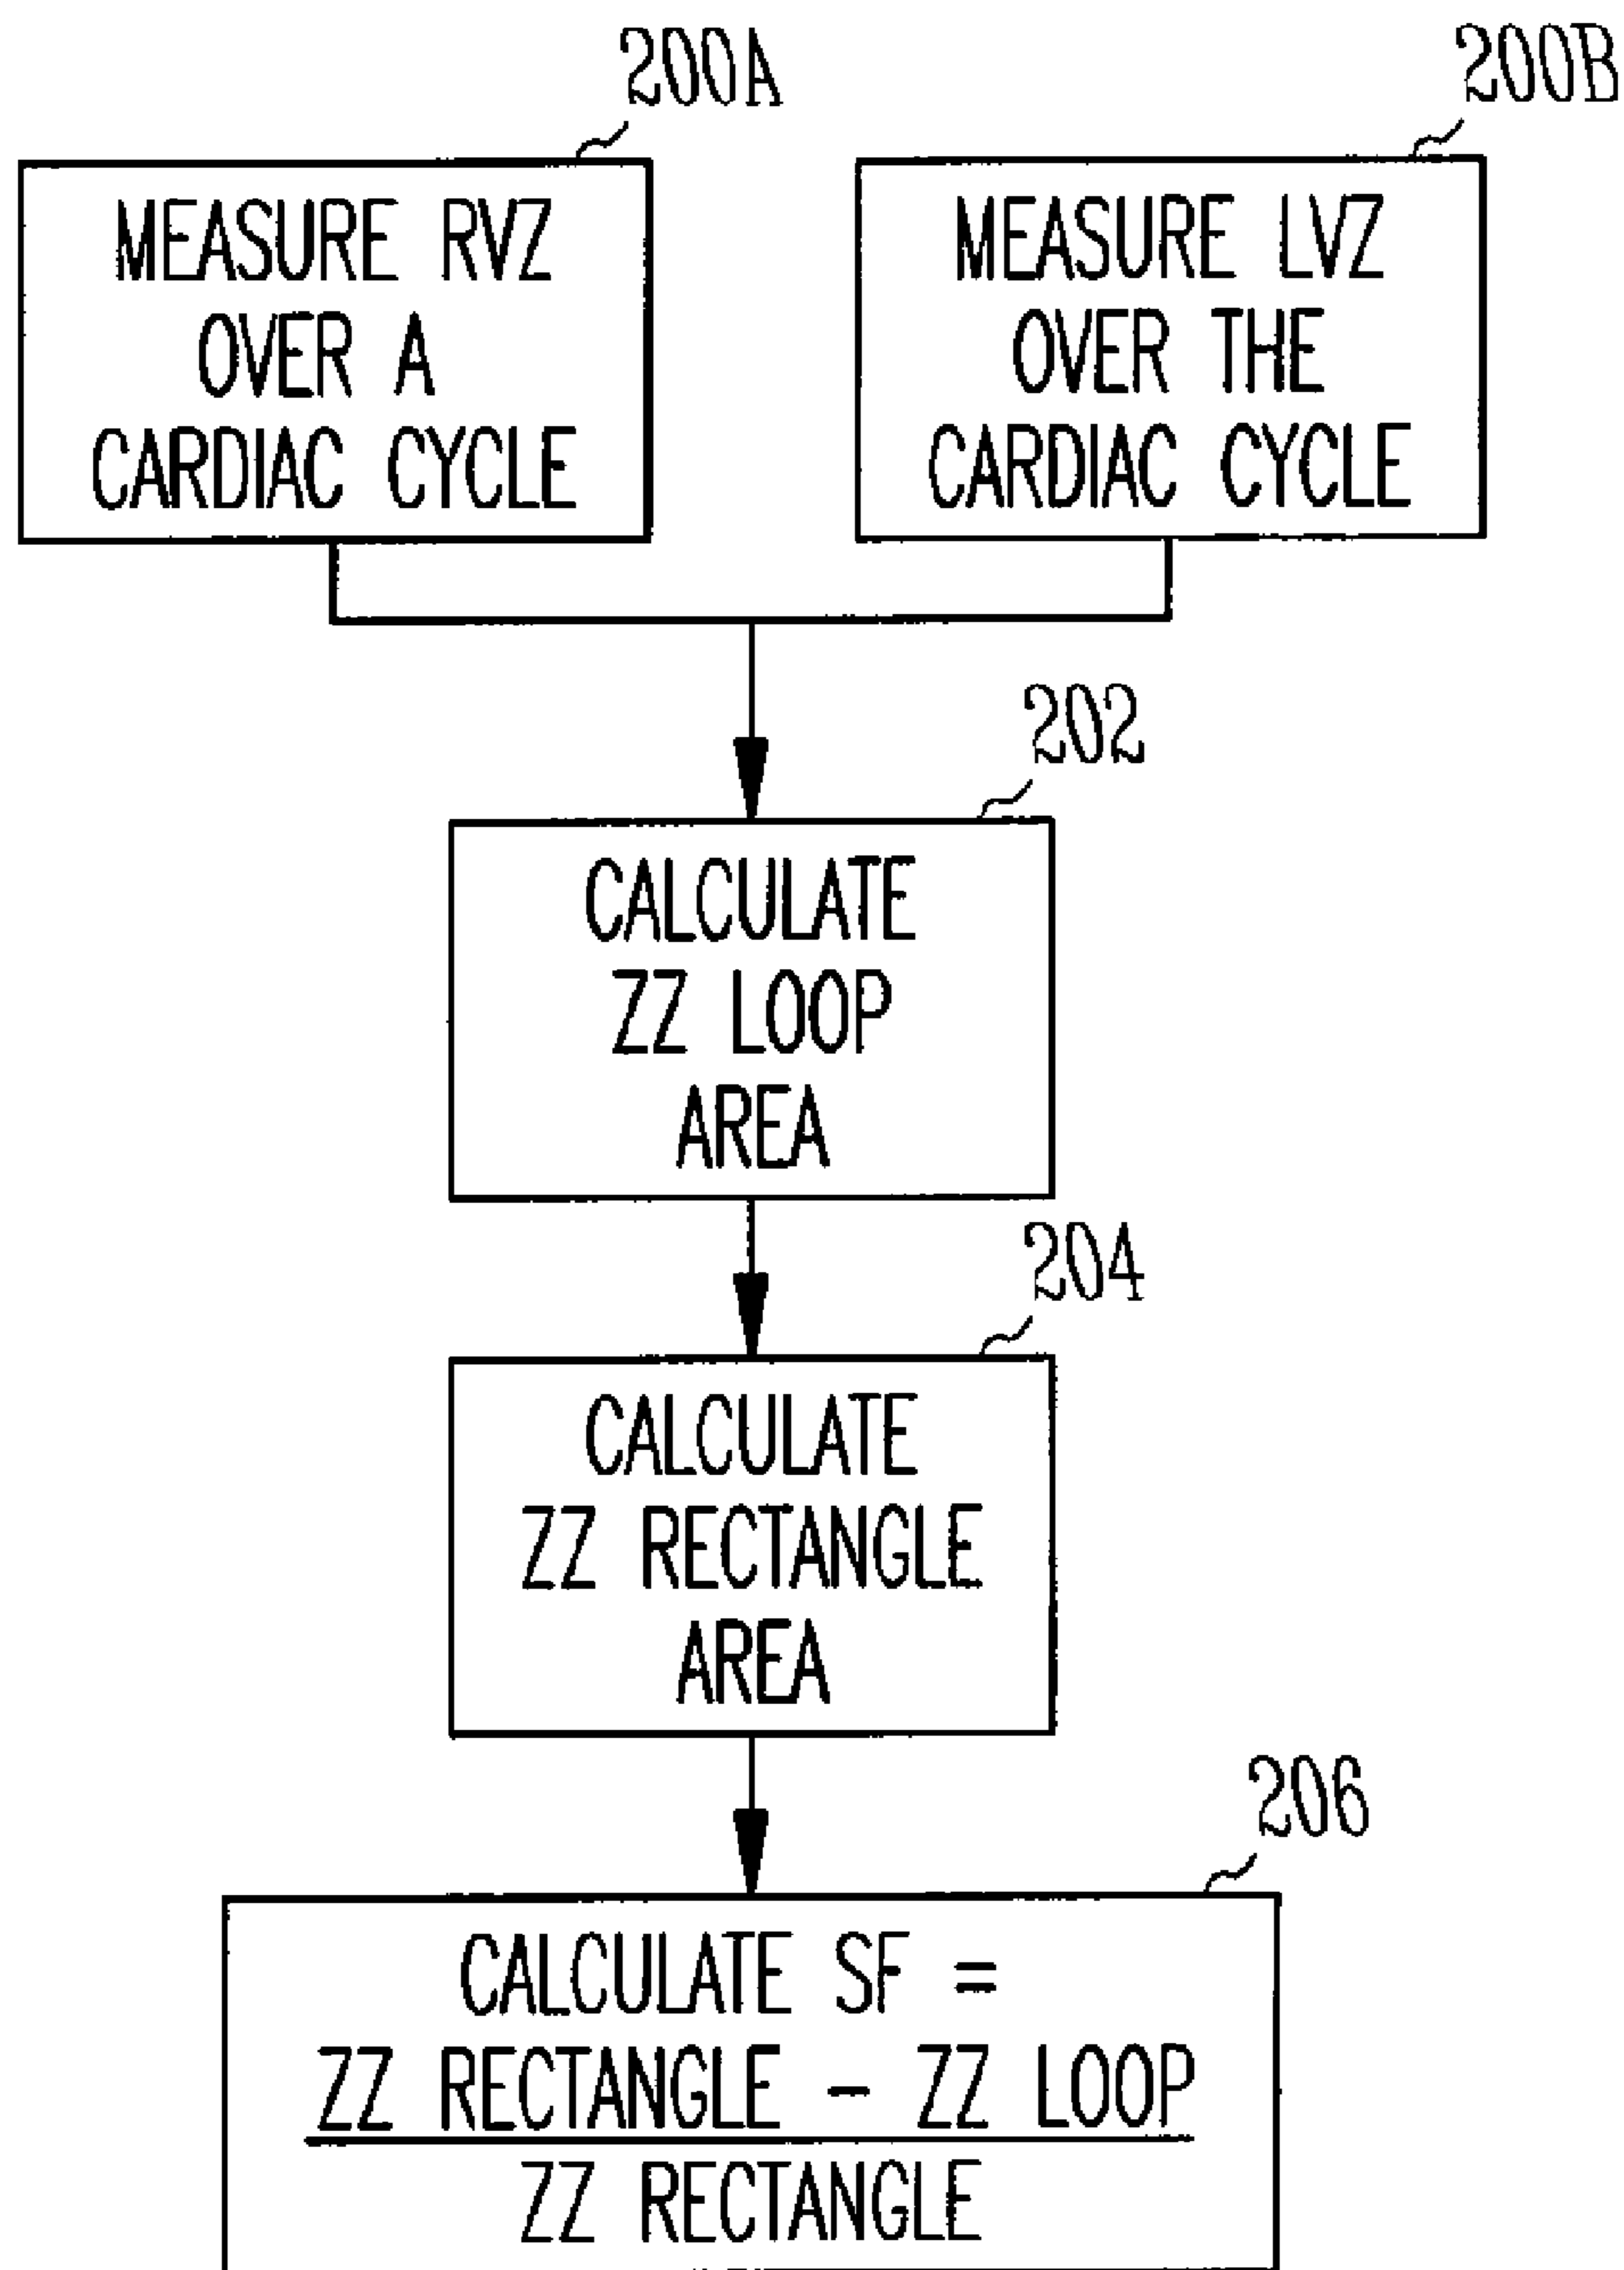 200A
MEASURE RVZ
OVER A
CARDIAC CYCLE
200B
MEASURE LVZ
OVER THE
CARDIAC CYCLE
202
CALCULATE
ZZ LOOP
AREA
204
CALCULATE
ZZ RECTANGLE
AREA
206
CALCULATE SF =
ZZ RECTANGLE - ZZ LOOP
ZZ RECTANGLE